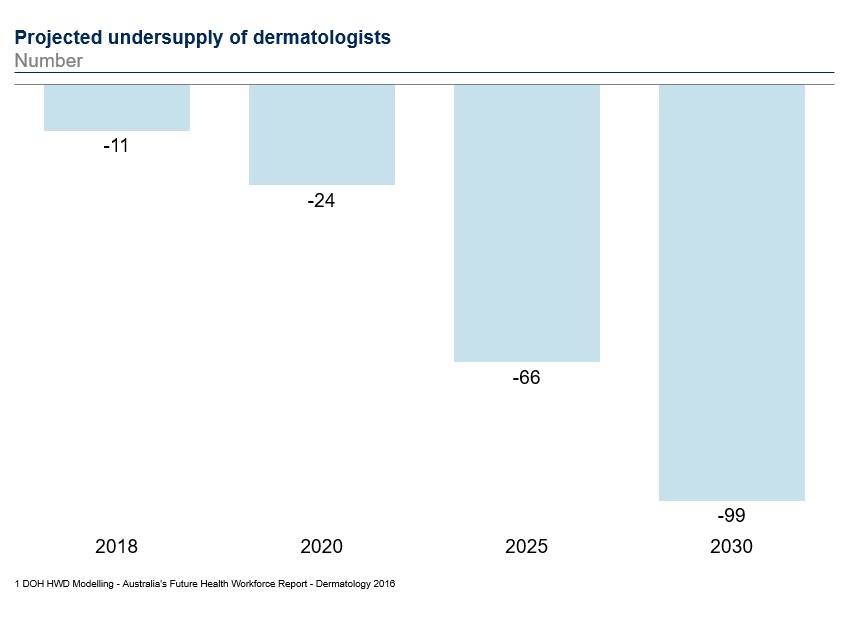 Projected undersupply of dermatologists
Number
-11
-24
-66
-99
2018
2020
2025
2030
1 DOH HWD Modelling - Australia's Future Health Workforce Report - Dermatology 2016